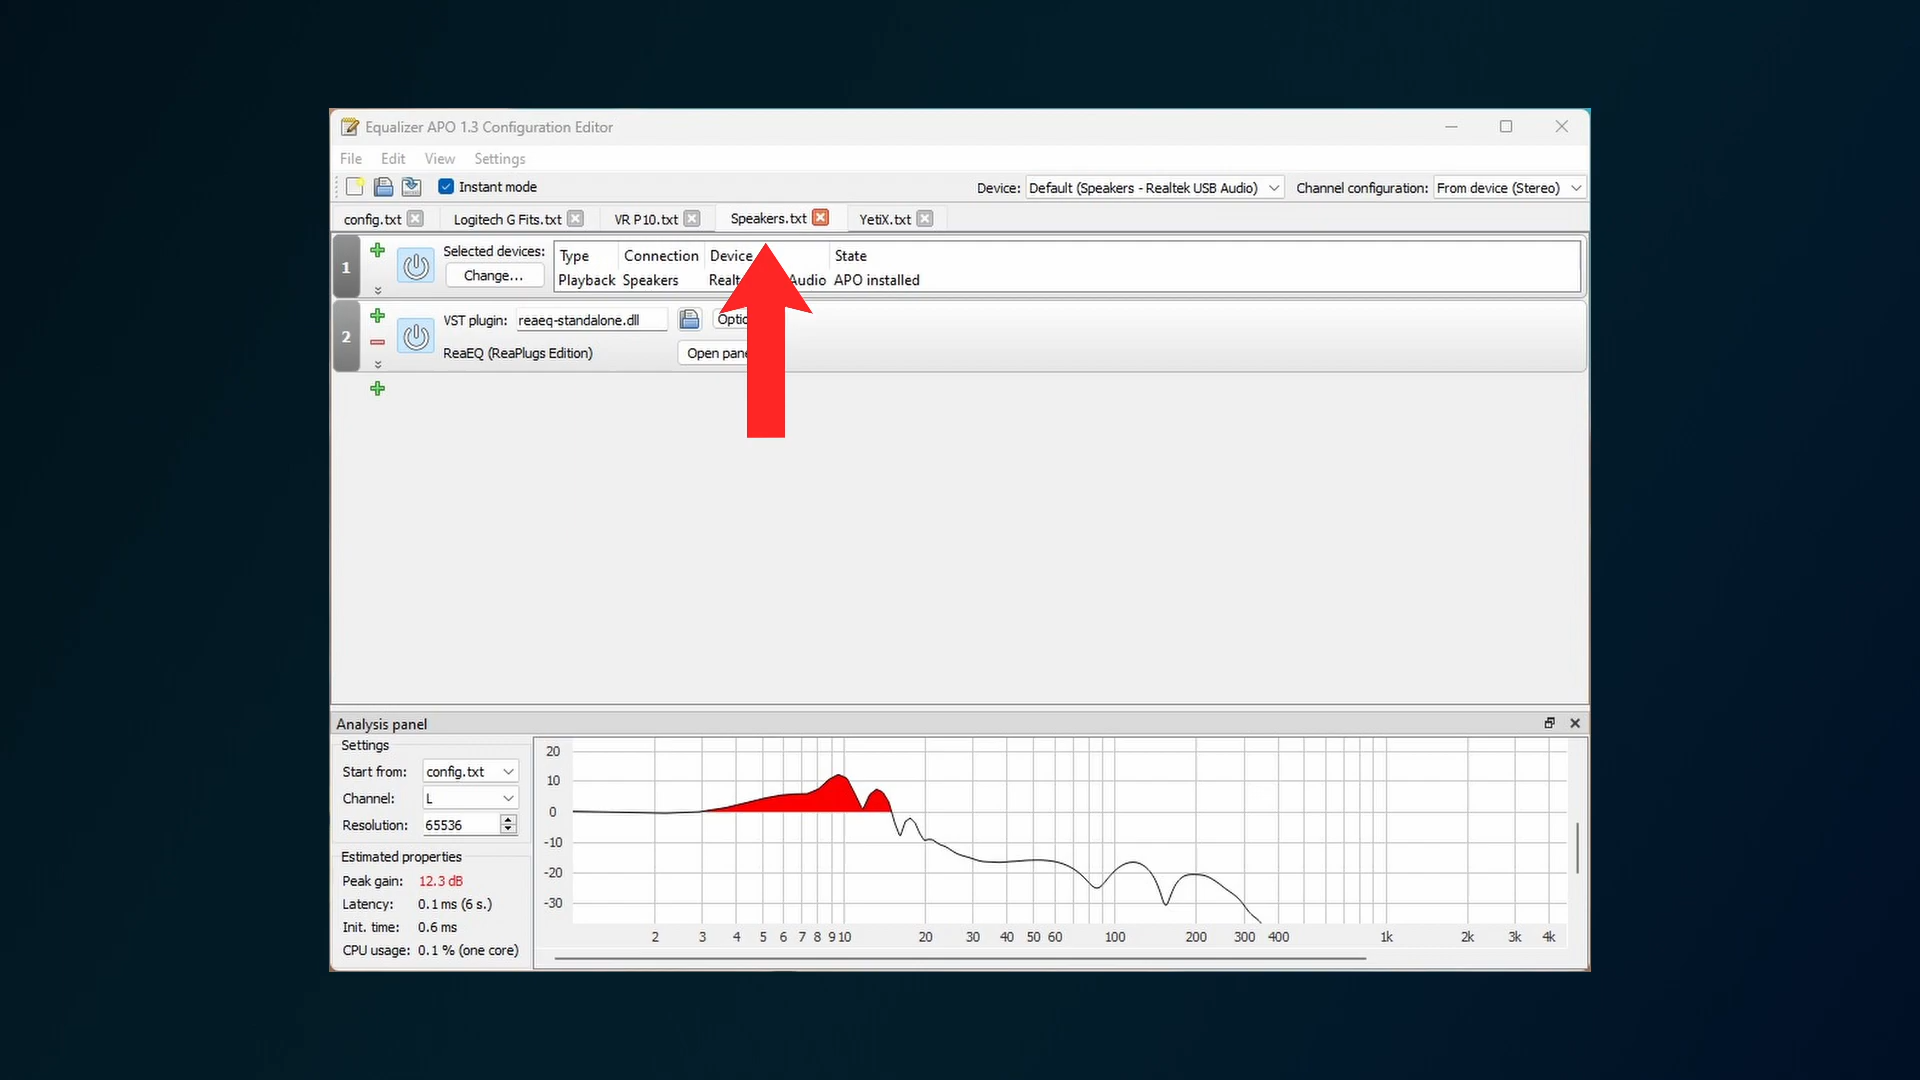 Equalizer APO 1.3 Configuration Editor
File Edit View Settings
Instant mode Device: Default (Speakers - Realtek USB Audio) Channel configuration: From device (Stereo)
config.txt Logitech G Fits.txt VR P10.txt Speakers.txt YetiX.txt
1 Selected devices: Change...
Type Connection Device State
Playback Speakers Audio APO installed
2 VST plugin: reaeq-standalone.dll
ReaEQ (ReaPlugs Edition) Open
Analysis panel
Settings
Start from: config.txt
Channel: L
Resolution: 65536
Estimated properties
Peak gain: 12.3 dB
Latency: 0.1 ms (6 s.)
Init. time: 0.6 ms
CPU usage: 0.1 % (one core)
20
10
0
-10
-20
-30
2 3 4 5 6 7 8 9 10 20 30 40 50 60 100 200 300 400 1k 2k 3k 4k